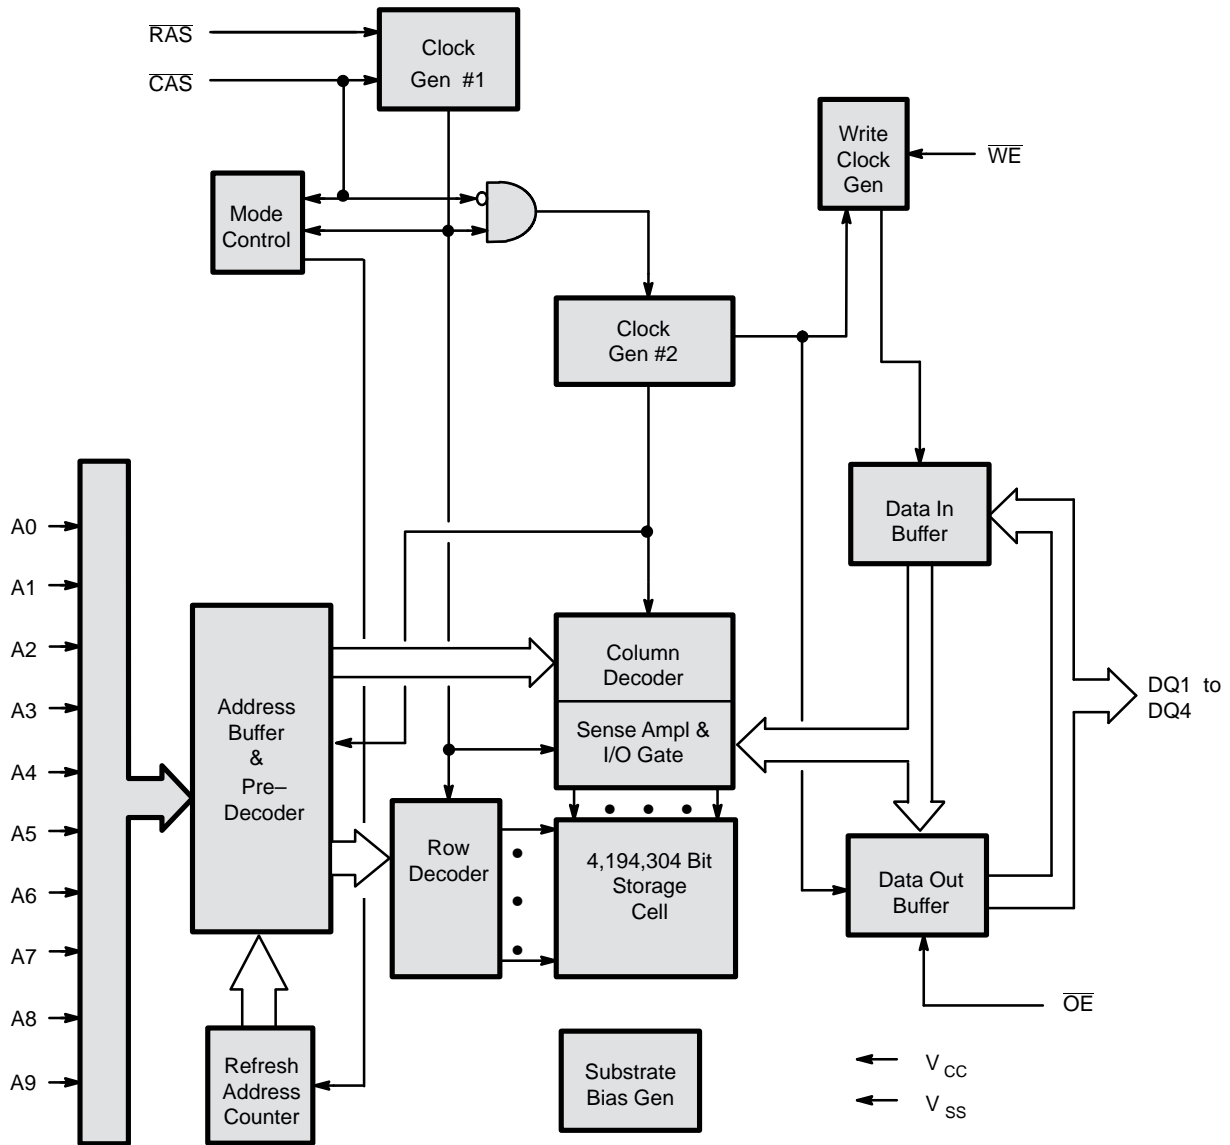 RAS
CAS
Clock
Gen #1
Write
Clock
Gen
WE
Mode
Control
Clock
Gen #2
A0
A1
A2
A3
A4
A5
A6
A7
A8
A9
Address
Buffer
&
Pre–
Decoder
Column
Decoder
Sense Ampl &
I/O Gate
Data In
Buffer
DQ1 to
DQ4
Row
Decoder
4,194,304 Bit
Storage
Cell
Data Out
Buffer
OE
Refresh
Address
Counter
Substrate
Bias Gen
VCC
VSS